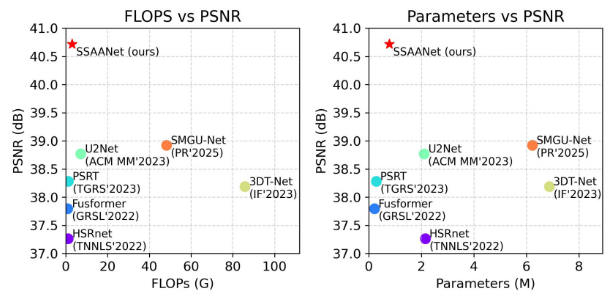 FLOPS vs PSNR
41.0
40.5
40.0
39.5
39.0
38.5
38.0
37.5
37.0
PSNR (dB)
SSAANet (ours)
SMGU-Net
(PR'2025)
U2Net
(ACM MM'2023)
3DT-Net
(IF'2023)
PSRT
(TGRS'2023)
Fusformer
(GRSL'2022)
HSRnet
(TNNLS'2022)
0 20 40 60 80 100
FLOPs (G)
Parameters vs PSNR
41.0
40.5
40.0
39.5
39.0
38.5
38.0
37.5
37.0
PSNR (dB)
SSAANet (ours)
SMGU-Net
(PR'2025)
U2Net
(ACM MM'2023)
3DT-Net
(IF'2023)
PSRT
(TGRS'2023)
Fusformer
(GRSL'2022)
HSRnet
(TNNLS'2022)
0 2 4 6 8
Parameters (M)